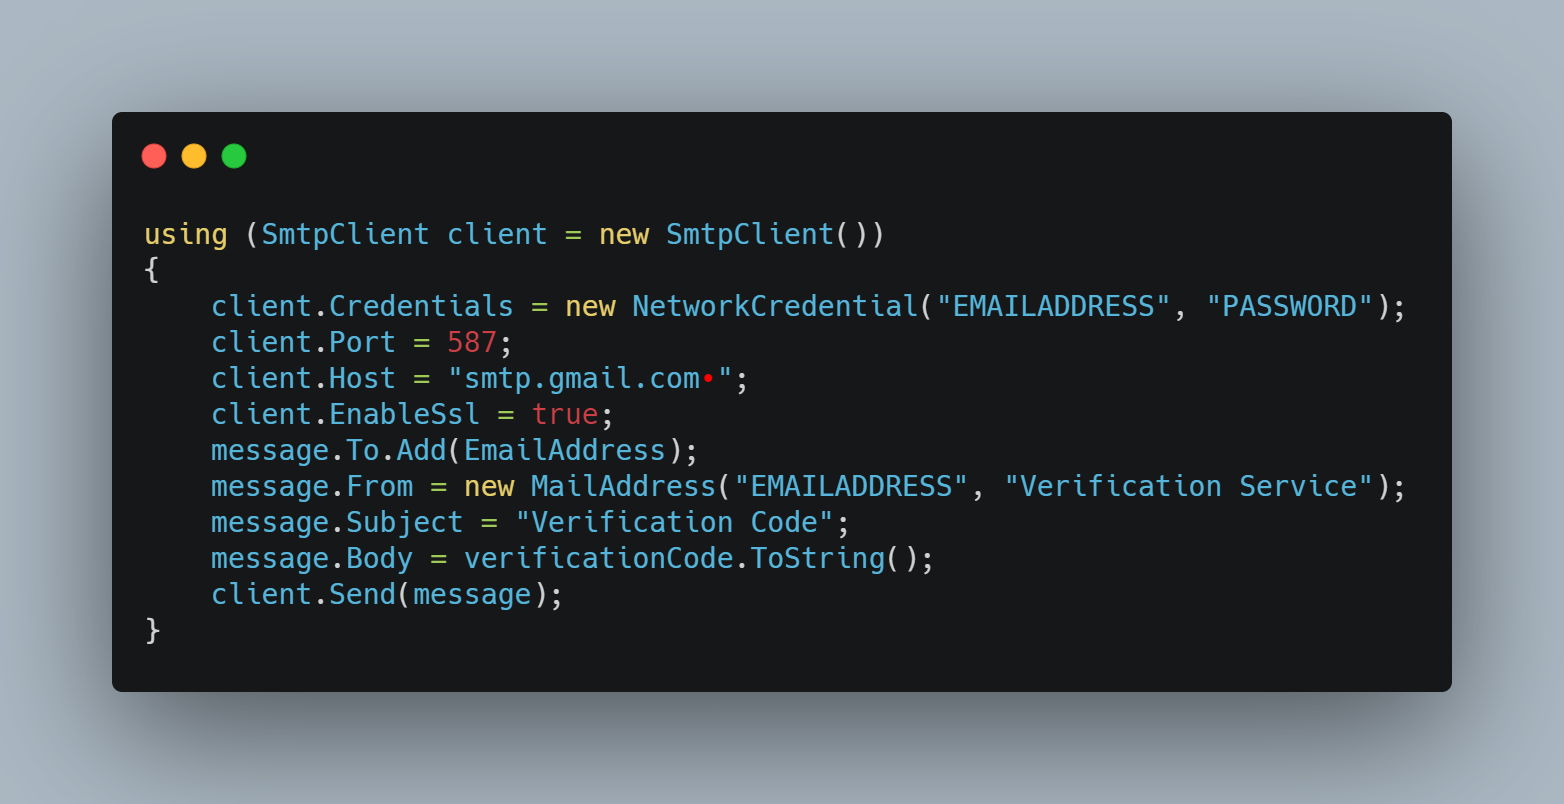 using (SmtpClient client = new SmtpClient())
{
    client.Credentials = new NetworkCredential("EMAILADDRESS", "PASSWORD");
    client.Port = 587;
    client.Host = "smtp.gmail.com•";
    client.EnableSsl = true;
    message.To.Add(EmailAddress);
    message.From = new MailAddress("EMAILADDRESS", "Verification Service");
    message.Subject = "Verification Code";
    message.Body = verificationCode.ToString();
    client.Send(message);
}